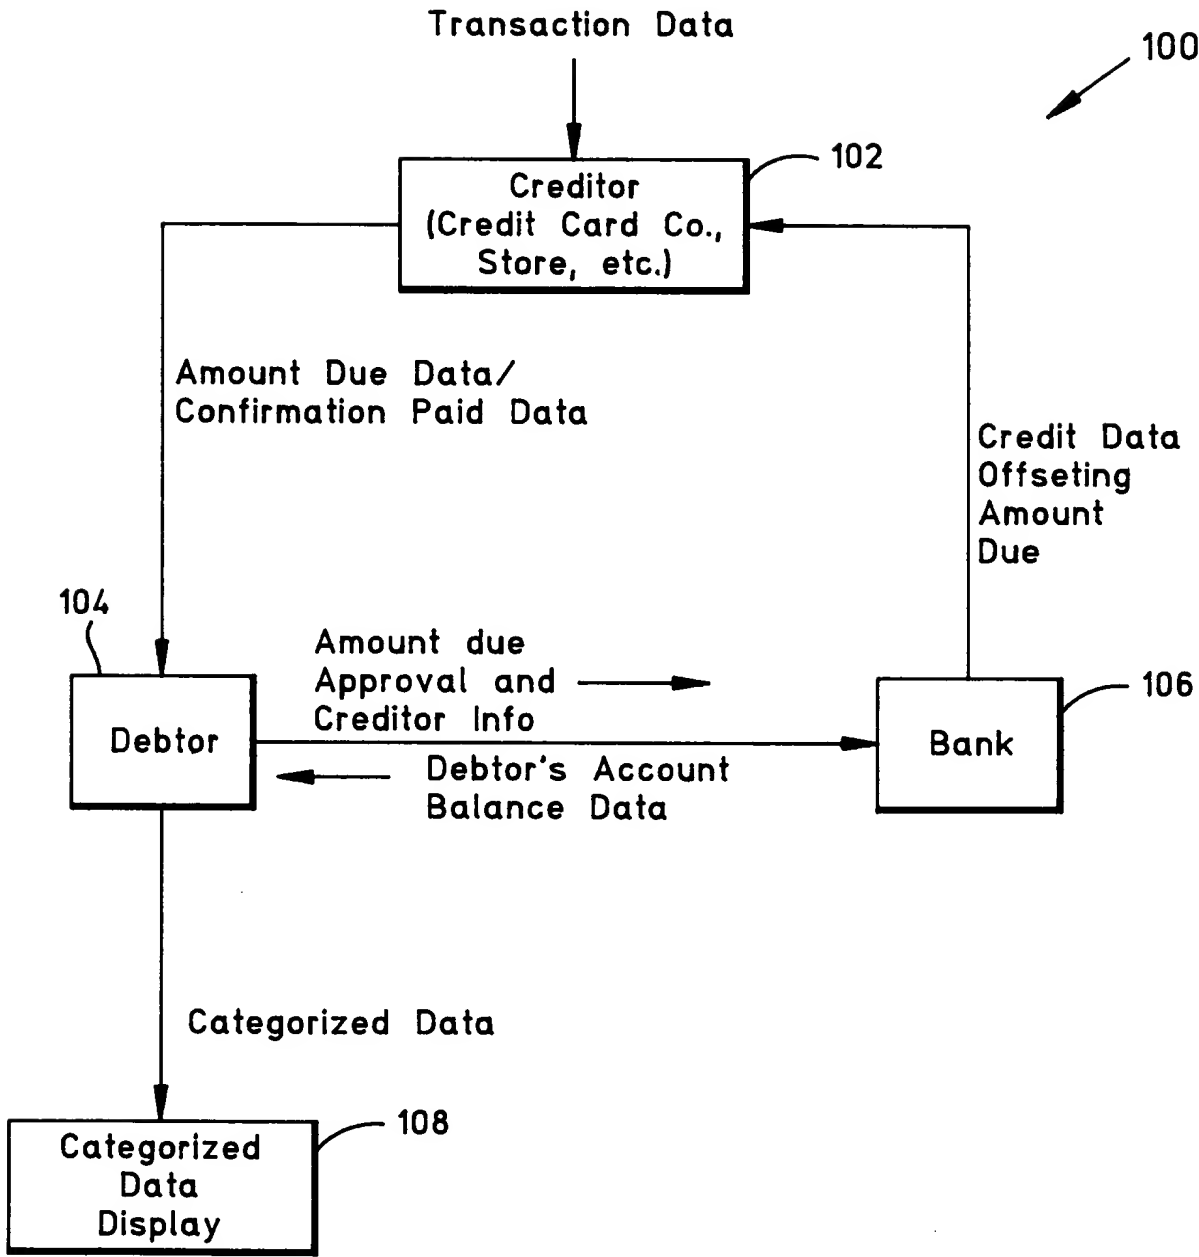 Transaction Data
100
102
Creditor
(Credit Card Co.,
Store, etc.)
Amount Due Data/
Confirmation Paid Data
Credit Data
Offseting
Amount
Due
104
Amount due
Approval and
Creditor Info
106
Debtor
Bank
Debtor's Account
Balance Data
Categorized Data
108
Categorized
Data
Display